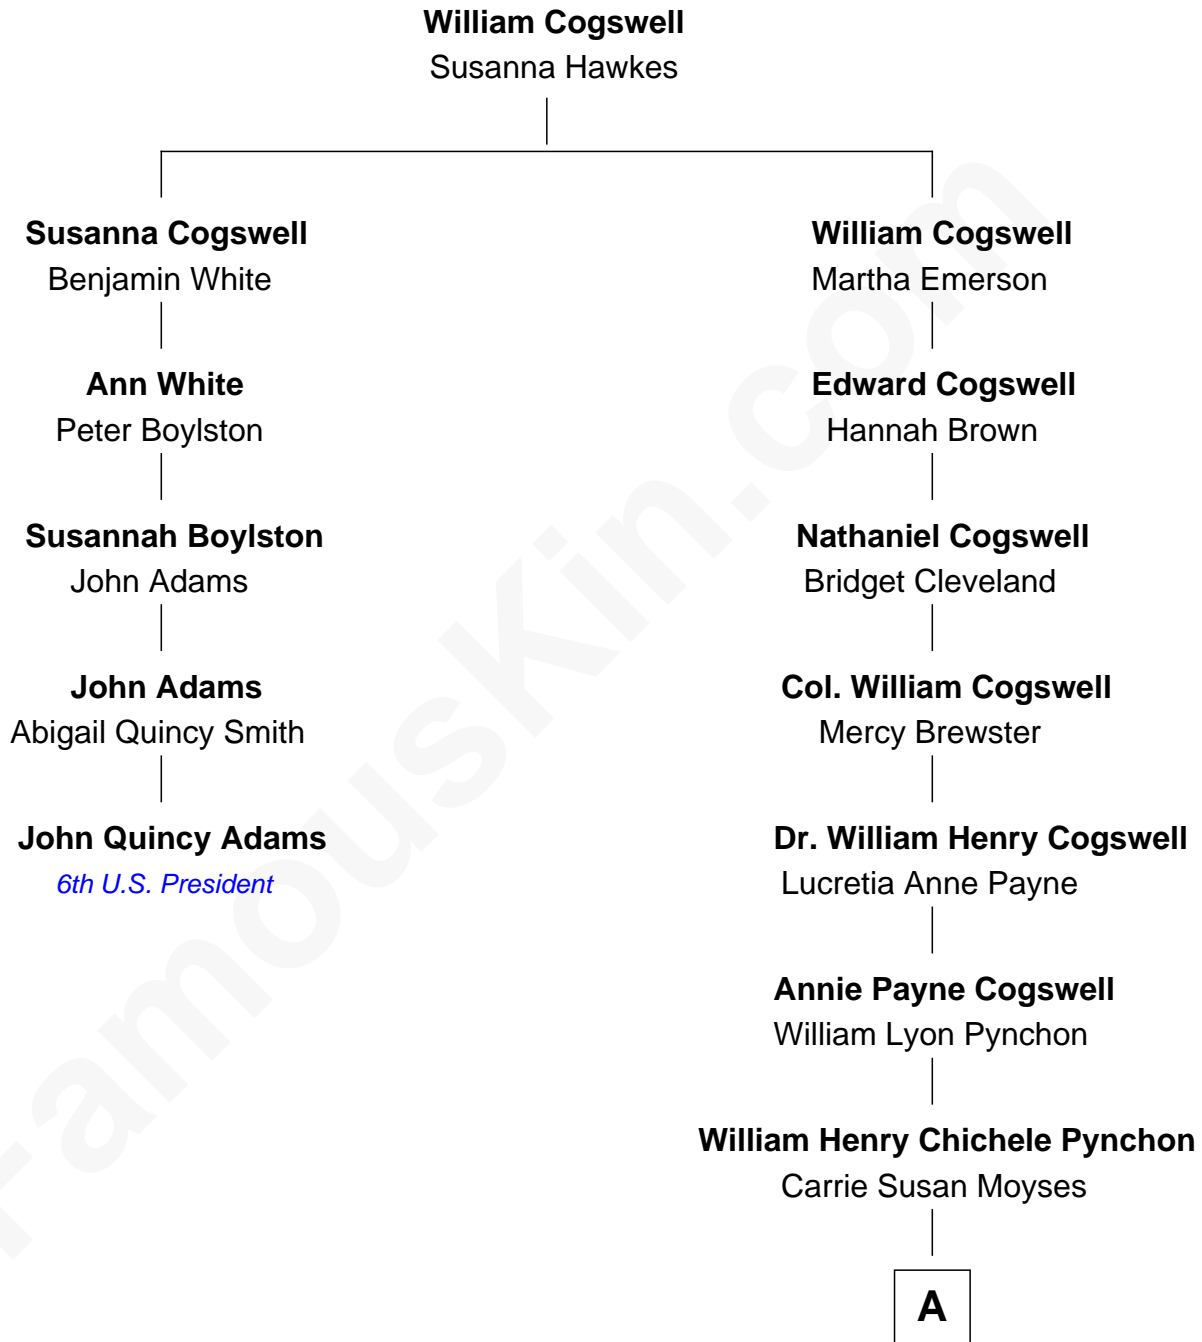 William Cogswell
Susanna Hawkes
Susanna Cogswell
Benjamin White
Ann White
Peter Boylston
Susannah Boylston
John Adams
John Adams
Abigail Quincy Smith
John Quincy Adams
6th U.S. President
William Cogswell
Martha Emerson
Edward Cogswell
Hannah Brown
Nathaniel Cogswell
Bridget Cleveland
Col. William Cogswell
Mercy Brewster
Dr. William Henry Cogswell
Lucretia Anne Payne
Annie Payne Cogswell
William Lyon Pynchon
William Henry Chichele Pynchon
Carrie Susan Moyses
A
FamousKin.com